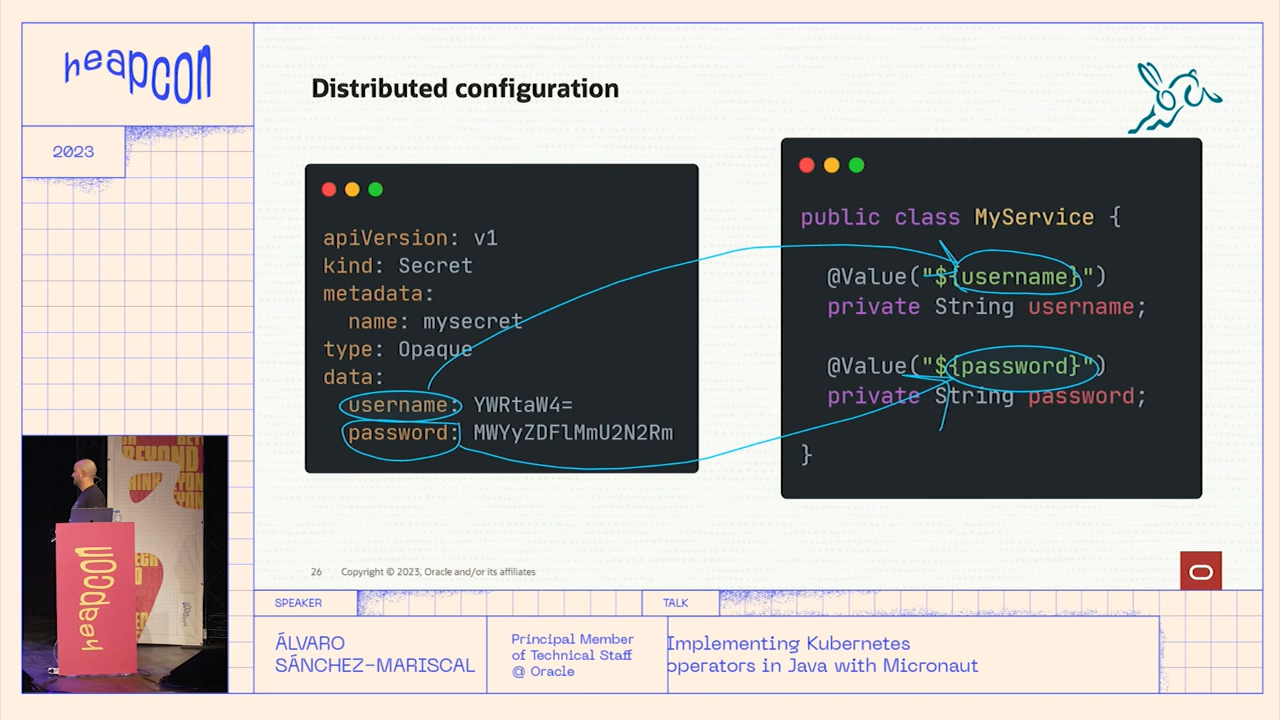 heapcon
2023
Distributed configuration
apiVersion: v1
kind: Secret
metadata:
name: mysecret
type: Opaque
data:
username: YWRtaW4=
password: MWYyZDFlMmU2N2Rm
public class MyService {
@Value("${username}")
private String username;
@Value("${password}")
private String password;
}
26 Copyright © 2023, Oracle and/or its affiliates
heapcon
SPEAKER
ÁLVARO
SÁNCHEZ-MARISCAL
Principal Member
of Technical Staff
@ Oracle
TALK
Implementing Kubernetes
operators in Java with Micronaut